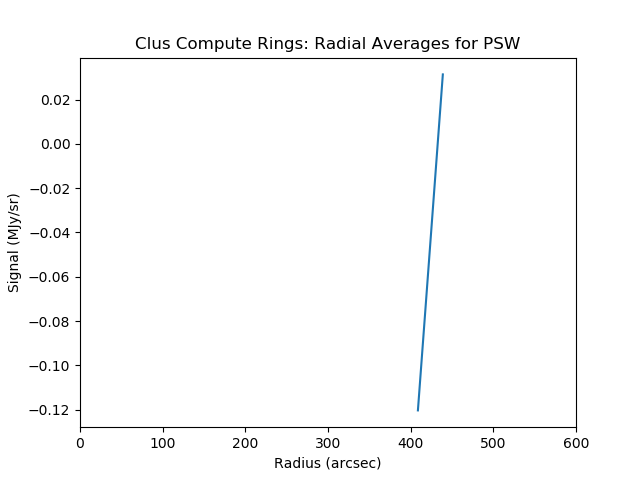 Clus Compute Rings: Radial Averages for PSW
0.02
0.00
−0.02
−0.04
−0.06
−0.08
−0.10
−0.12
Signal (MJy/sr)
0 100 200 300 400 500 600
Radius (arcsec)